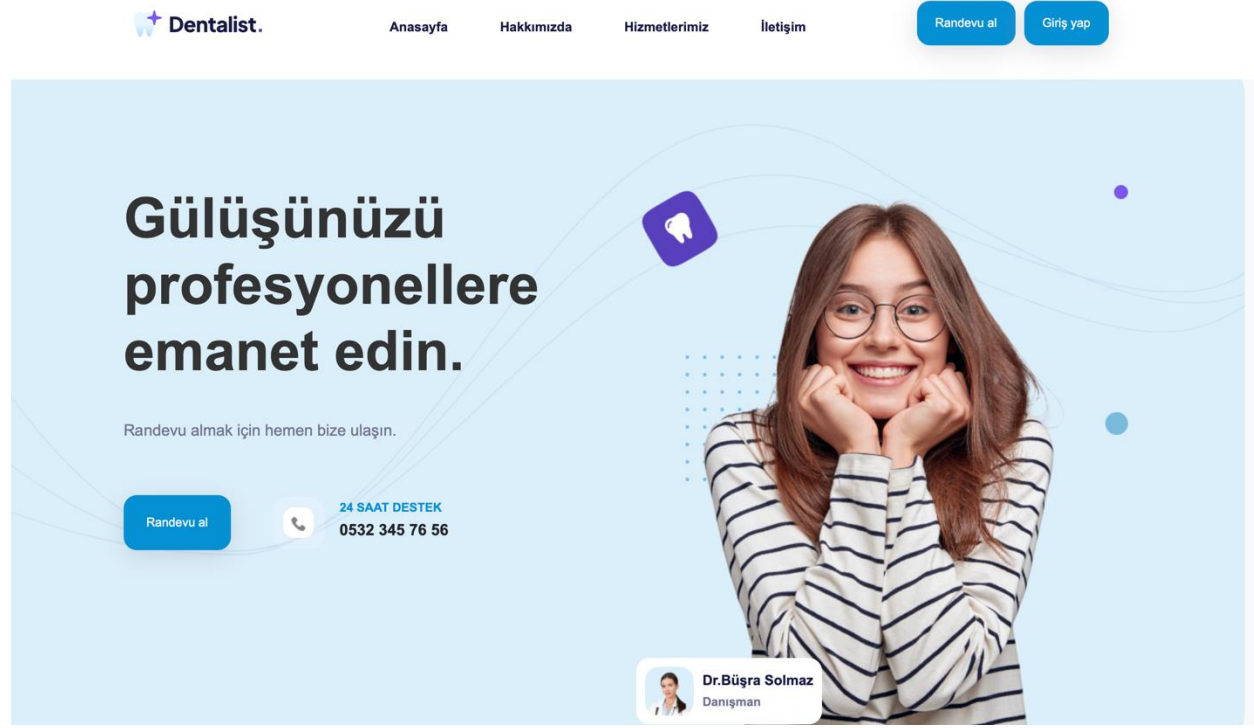 Dentalist.
Anasayfa
Hakkımızda
Hizmetlerimiz
İletişim
Randevu al
Giriş yap
Gülüşünüzü
profesyonellere
emanet edin.
Randevu almak için hemen bize ulaşın.
Randevu al
24 SAAT DESTEK
0532 345 76 56
Dr.Büşra Solmaz
Danışman